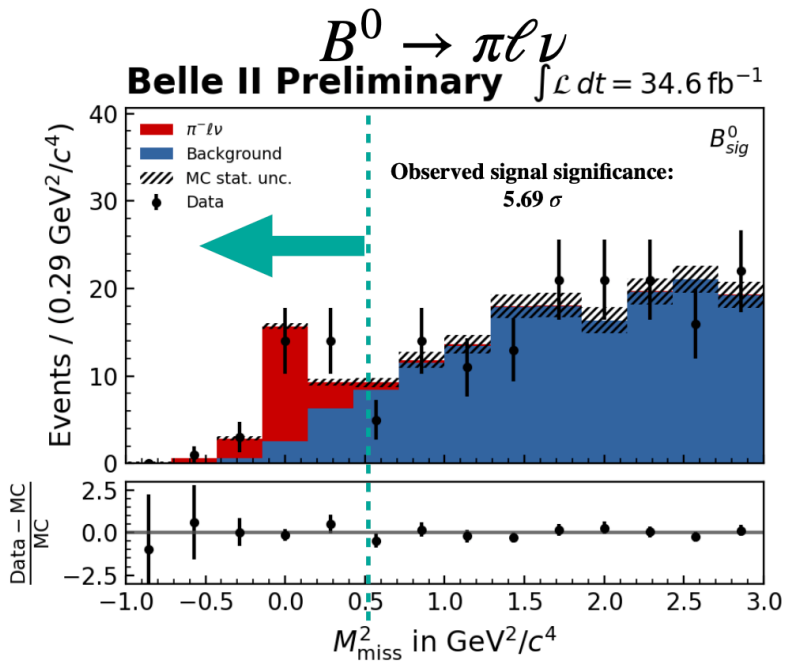 B⁰ → πℓν
Belle II Preliminary ∫ℒ dt = 34.6 fb⁻¹
π⁻ℓν
Background
MC stat. unc.
Data
B⁰sig
Observed signal significance:
5.69 σ
Events / (0.29 GeV²/c⁴)
40
30
20
10
0
Data − MC
MC
2.5
0.0
−2.5
−1.0 −0.5 0.0 0.5 1.0 1.5 2.0 2.5 3.0
M²miss in GeV²/c⁴